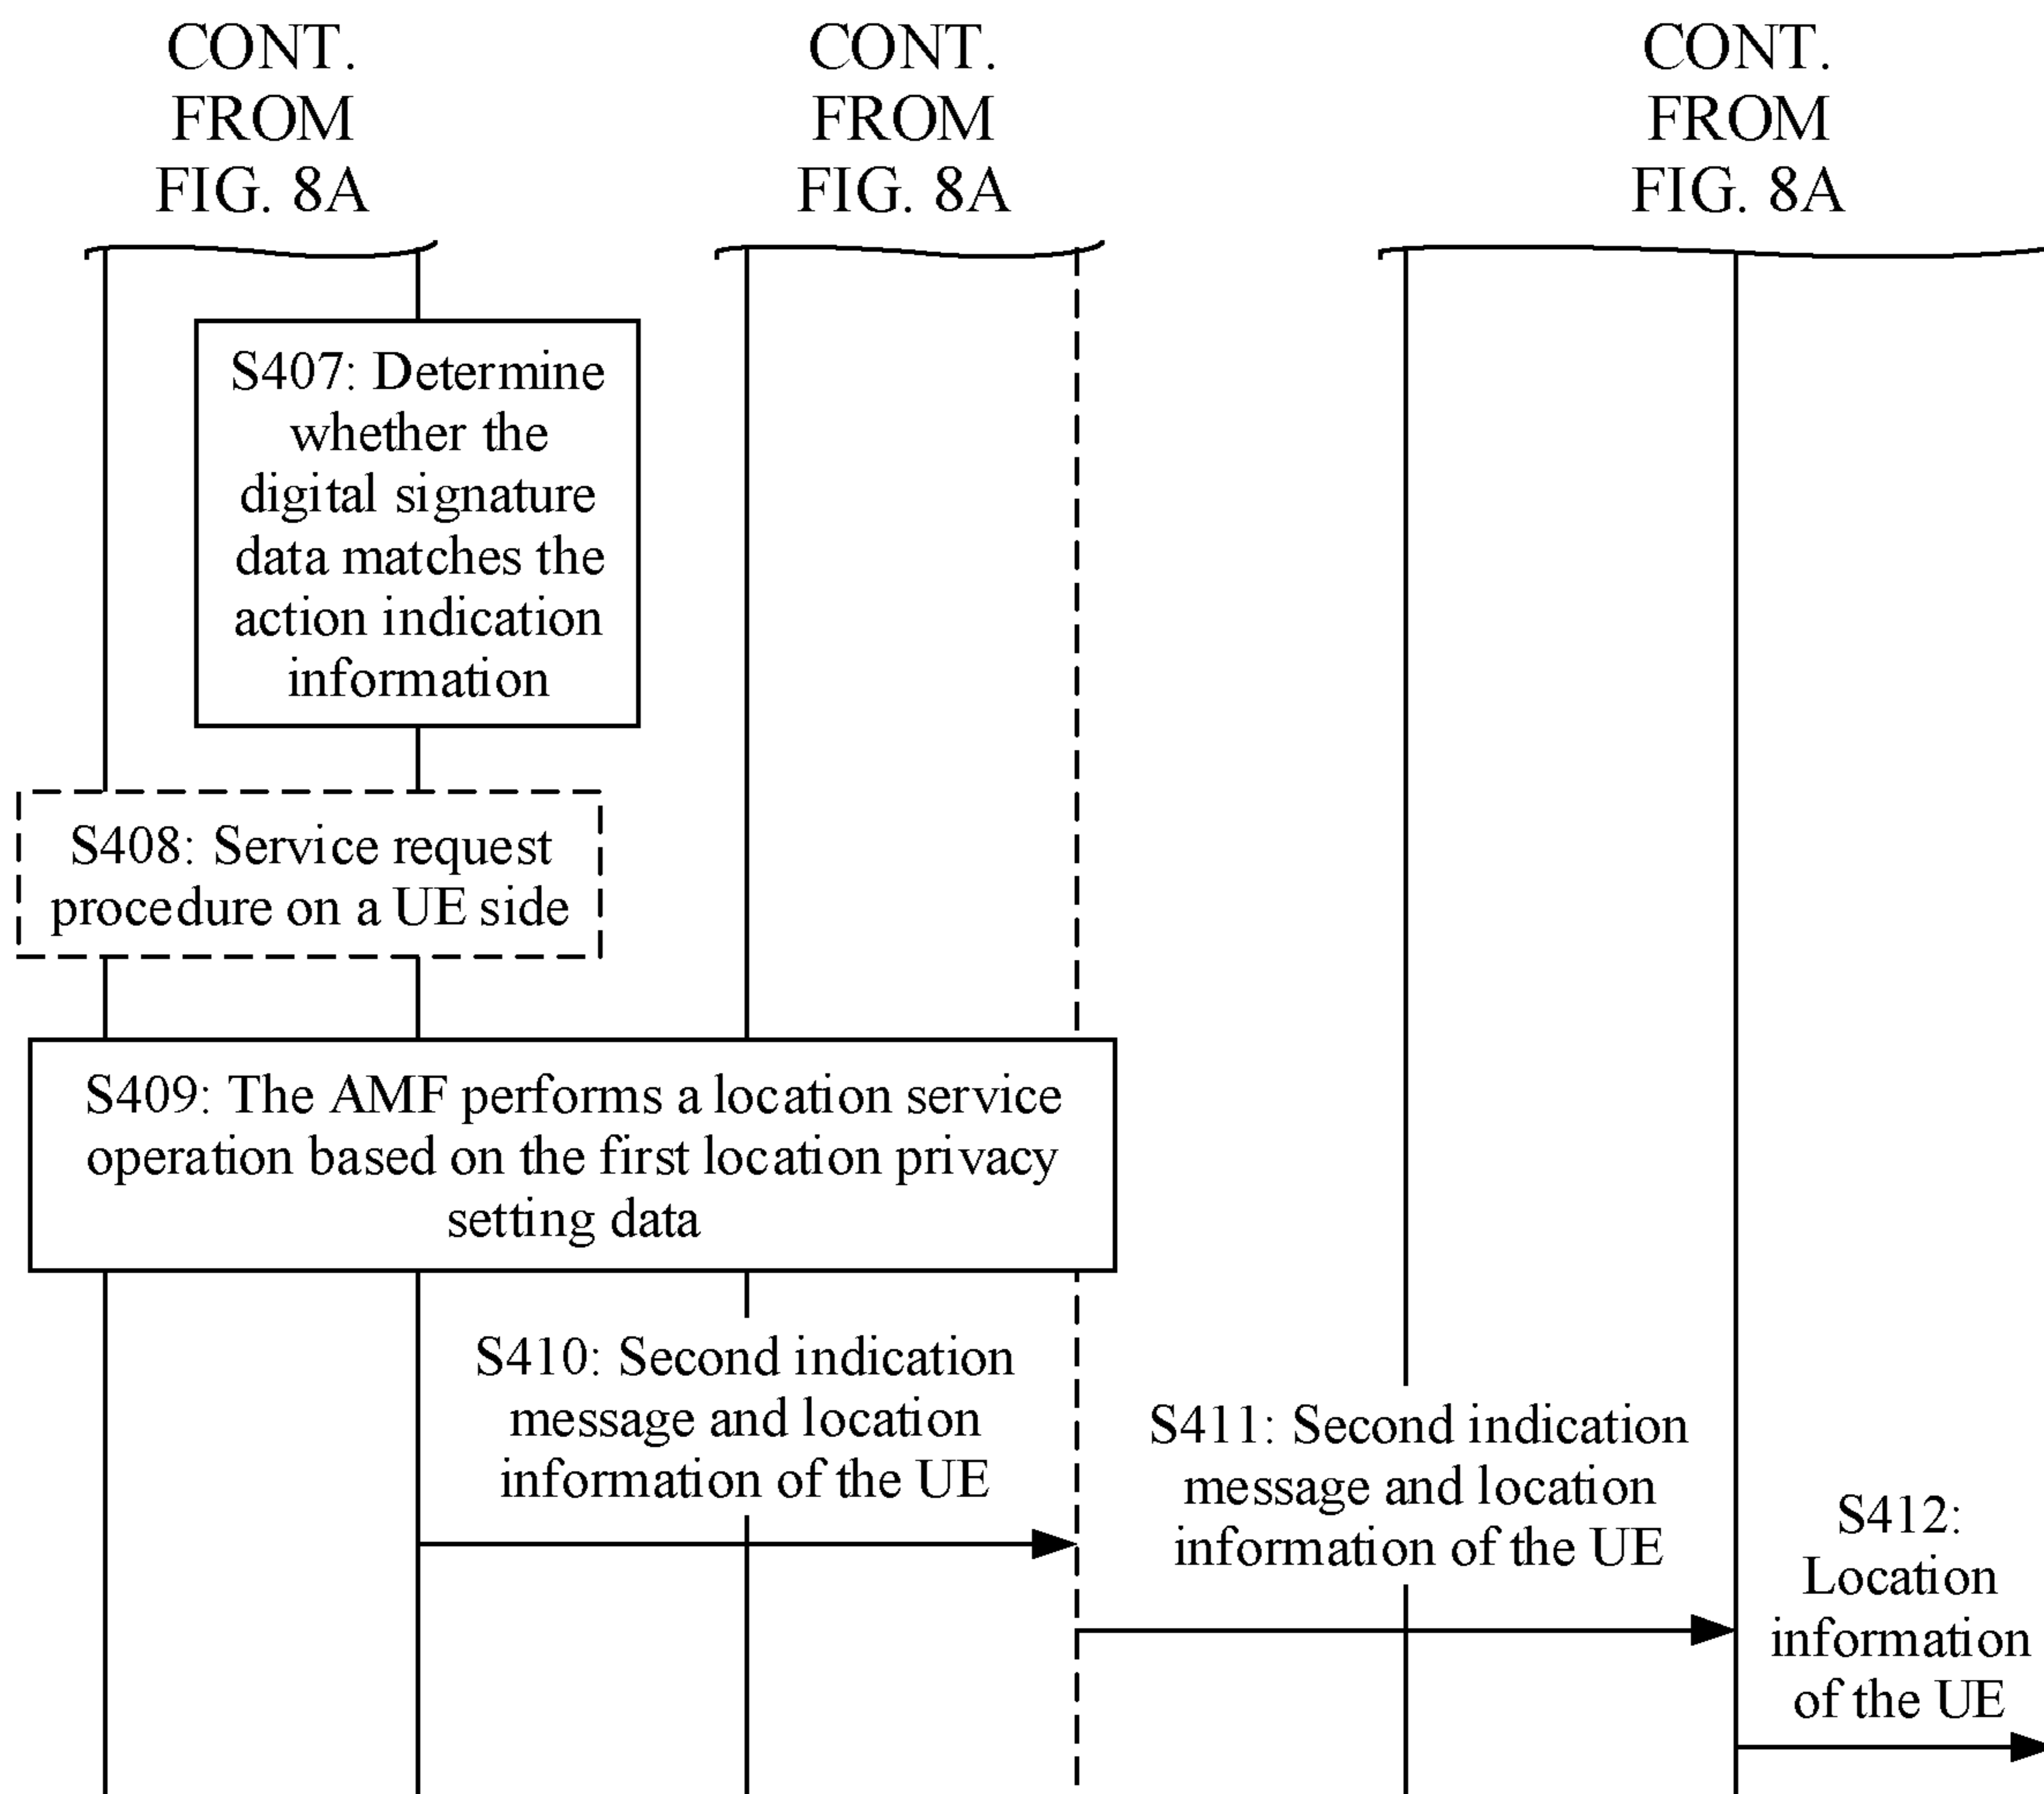 CONT.
FROM
FIG. 8A
CONT.
FROM
FIG. 8A
CONT.
FROM
FIG. 8A
S407: Determine
whether the
digital signature
data matches the
action indication
information
S408: Service request
procedure on a UE side
S409: The AMF performs a location service
operation based on the first location privacy
setting data
S410: Second indication
message and location
information of the UE
S411: Second indication
message and location
information of the UE
S412:
Location
information
of the UE